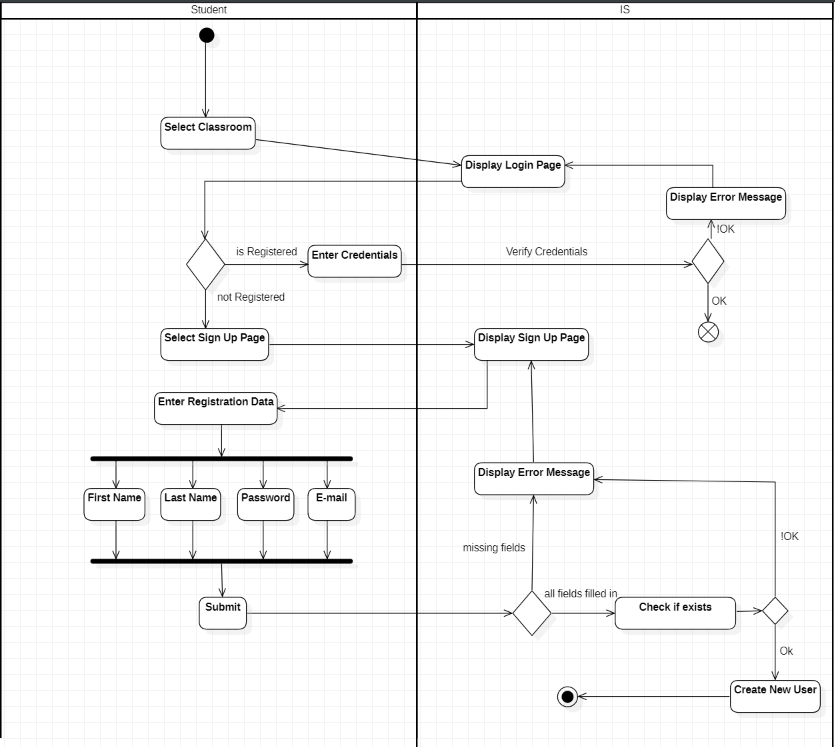 Student
IS
Select Classroom
Display Login Page
Display Error Message
!OK
is Registered
Enter Credentials
Verify Credentials
not Registered
OK
Select Sign Up Page
Display Sign Up Page
Enter Registration Data
Display Error Message
First Name
Last Name
Password
E-mail
!OK
missing fields
all fields filled in
Submit
Check if exists
Ok
Create New User